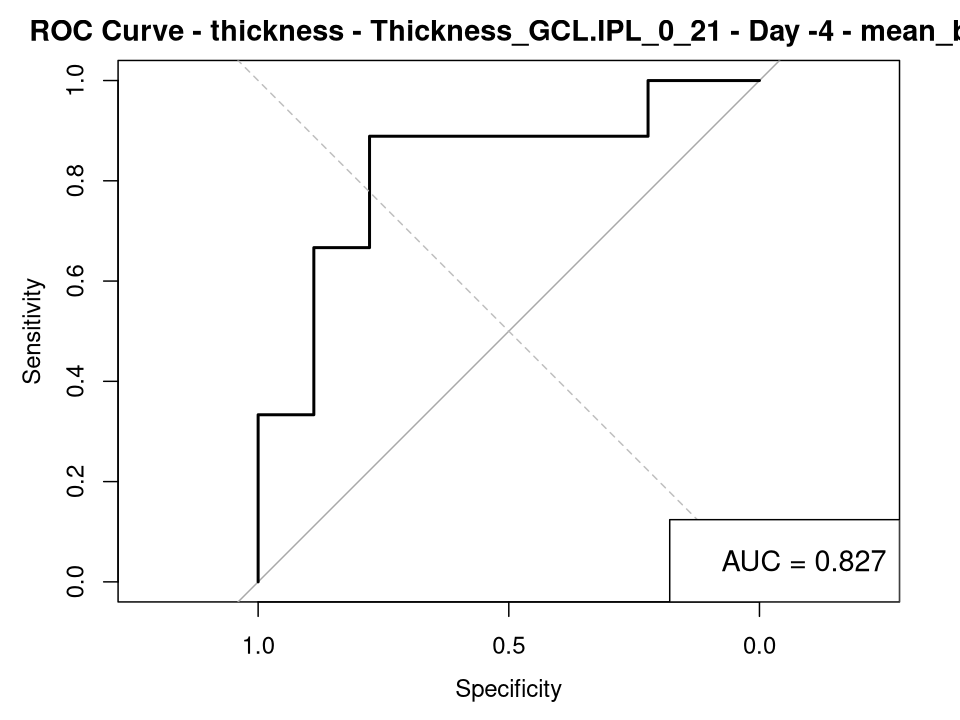 ROC Curve - thickness - Thickness_GCL.IPL_0_21 - Day -4 - mean_b
1.0
0.8
0.6
0.4
0.2
0.0
Sensitivity
AUC = 0.827
1.0 0.5 0.0
Specificity